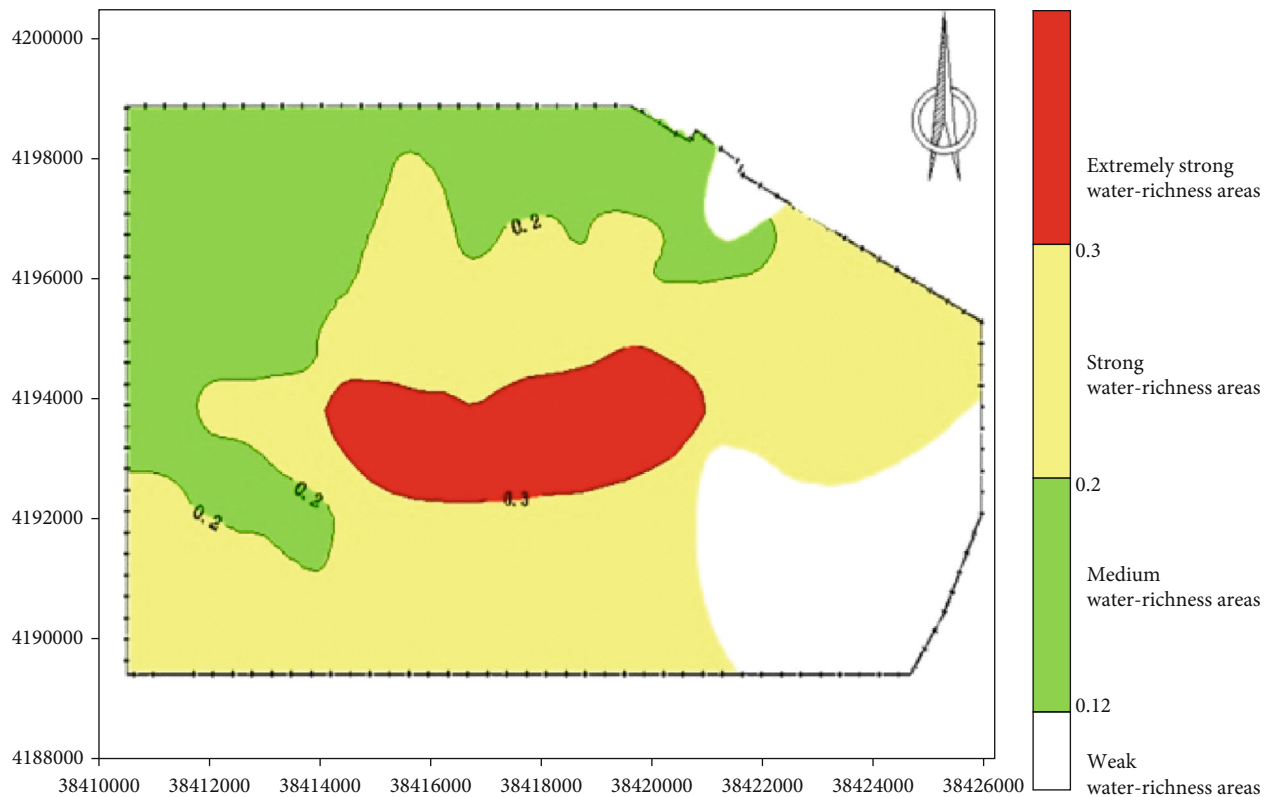 4200000
4198000
4196000
4194000
4192000
4190000
4188000
38410000 38412000 38414000 38416000 38418000 38420000 38422000 38424000 38426000
0.2
0.2
0.2
0.3
Extremely strong
water-richness areas
0.3
Strong
water-richness areas
0.2
Medium
water-richness areas
0.12
Weak
water-richness areas